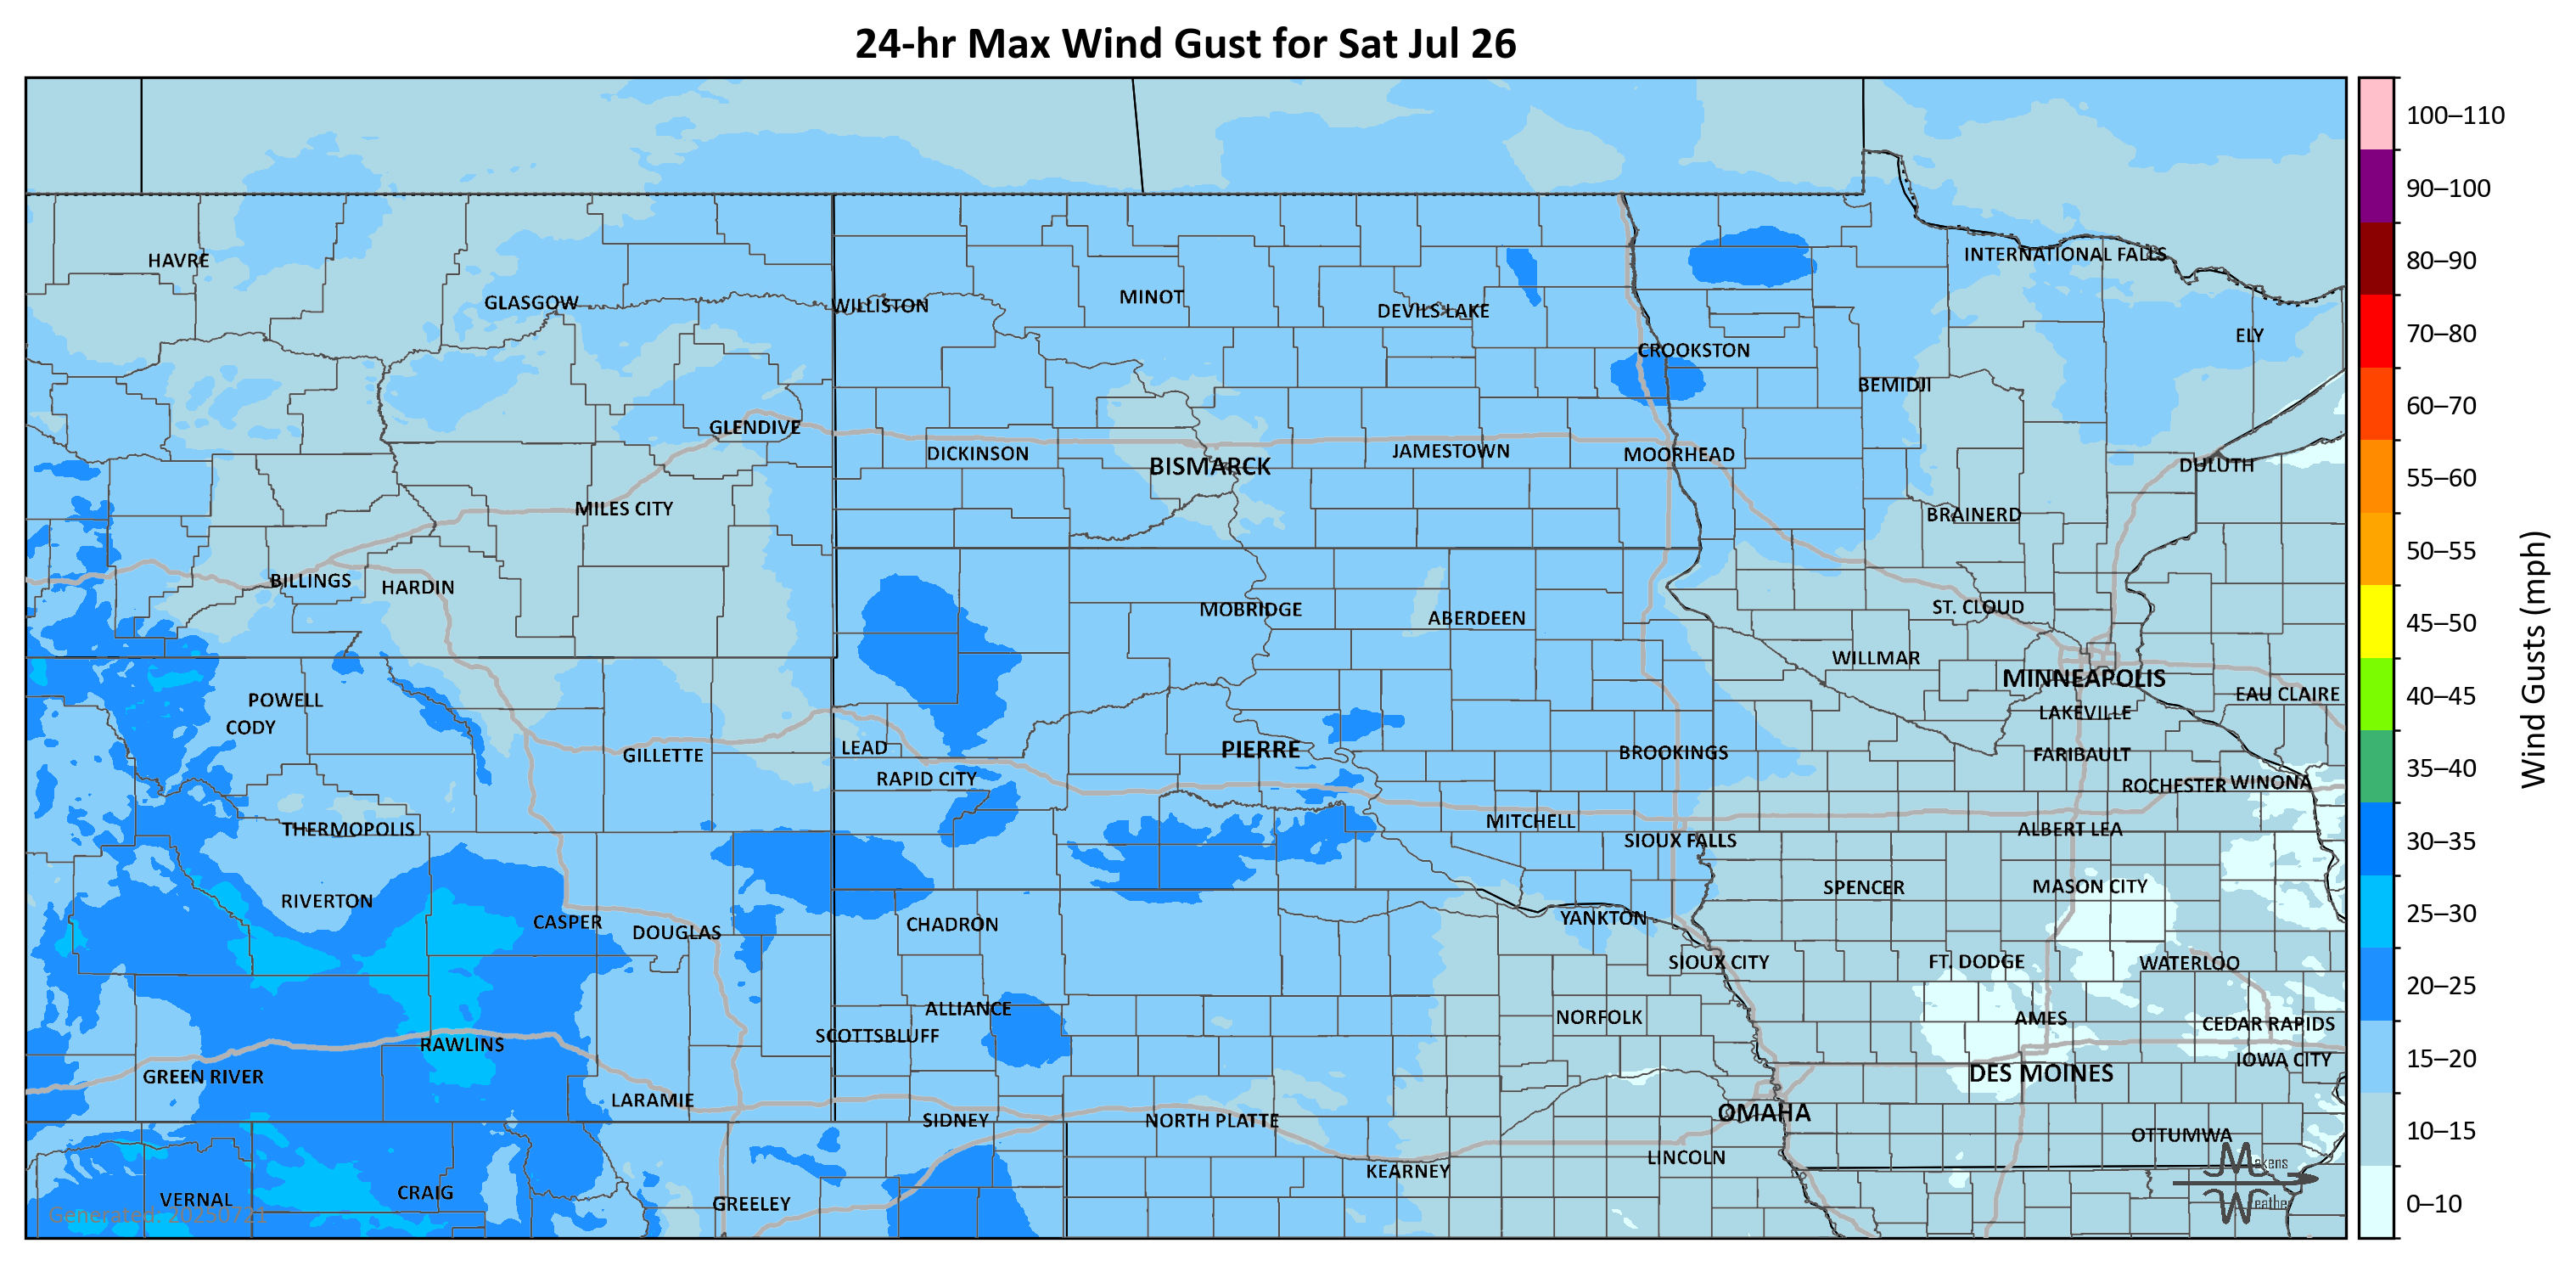 24-hr Max Wind Gust for Sat Jul 26
100–110
90–100
80–90
70–80
60–70
55–60
50–55
45–50
40–45
35–40
30–35
25–30
20–25
15–20
10–15
0–10
Wind Gusts (mph)
HAVRE
GLASGOW
WILLISTON
MINOT
DEVILS LAKE
INTERNATIONAL FALLS
ELY
CROOKSTON
BEMIDJI
GLENDIVE
DICKINSON
BISMARCK
JAMESTOWN
MOORHEAD
DULUTH
MILES CITY
BRAINERD
BILLINGS
HARDIN
MOBRIDGE
ABERDEEN
ST. CLOUD
WILLMAR
MINNEAPOLIS
EAU CLAIRE
LAKEVILLE
POWELL
CODY
GILLETTE
LEAD
RAPID CITY
PIERRE
BROOKINGS
FARIBAULT
ROCHESTER
WINONA
THERMOPOLIS
MITCHELL
SIOUX FALLS
ALBERT LEA
RIVERTON
CASPER
DOUGLAS
CHADRON
YANKTON
SPENCER
MASON CITY
SIOUX CITY
FT. DODGE
WATERLOO
ALLIANCE
SCOTTSBLUFF
NORFOLK
AMES
CEDAR RAPIDS
IOWA CITY
RAWLINS
GREEN RIVER
LARAMIE
SIDNEY
NORTH PLATTE
OMAHA
DES MOINES
OTTUMWA
KEARNEY
LINCOLN
VERNAL
CRAIG
GREELEY
Generated: 20250721
Makens
Weather